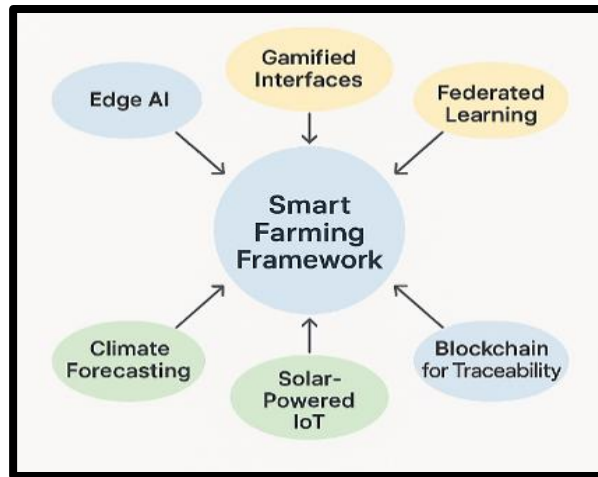 Gamified
Interfaces
Edge AI
Federated
Learning
Smart
Farming
Framework
Climate
Forecasting
Solar-
Powered
IoT
Blockchain
for Traceability